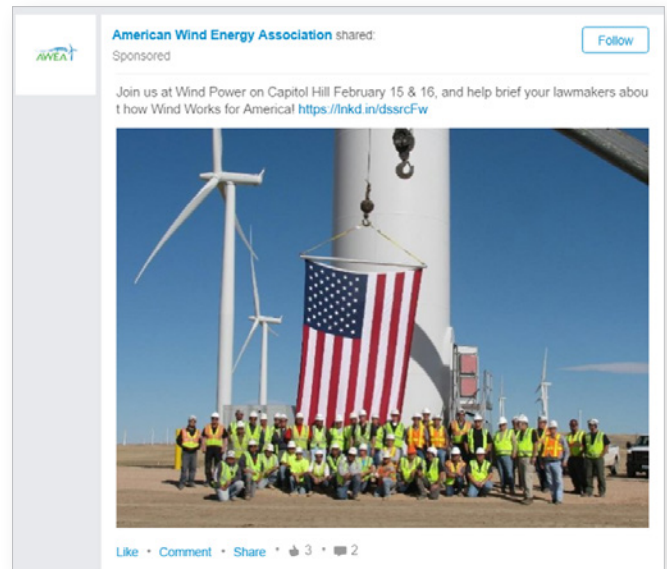 AWEA
American Wind Energy Association shared:
Follow
Sponsored
Join us at Wind Power on Capitol Hill February 15 & 16, and help brief your lawmakers abou
t how Wind Works for America! https://lnkd.in/dssrcFw
Like • Comment • Share • 3 • 2